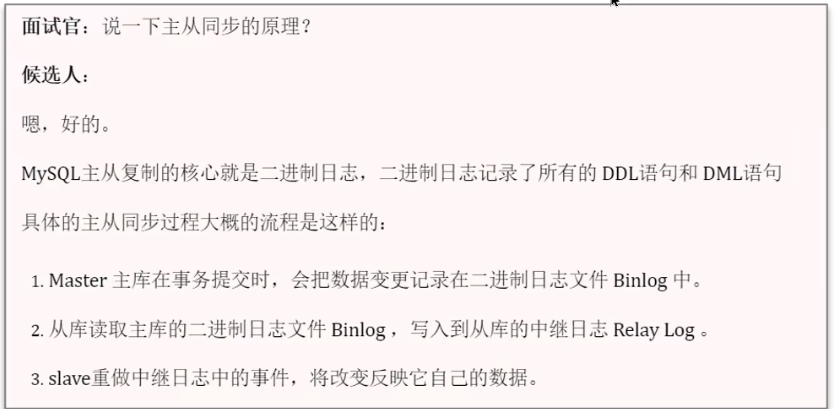 面试官：说一下主从同步的原理？
候选人：
嗯，好的。
MySQL主从复制的核心就是二进制日志，二进制日志记录了所有的 DDL语句和 DML语句
具体的主从同步过程大概的流程是这样的：
1. Master 主库在事务提交时，会把数据变更记录在二进制日志文件 Binlog 中。
2. 从库读取主库的二进制日志文件 Binlog ，写入到从库的中继日志 Relay Log 。
3. slave重做中继日志中的事件，将改变反映它自己的数据。